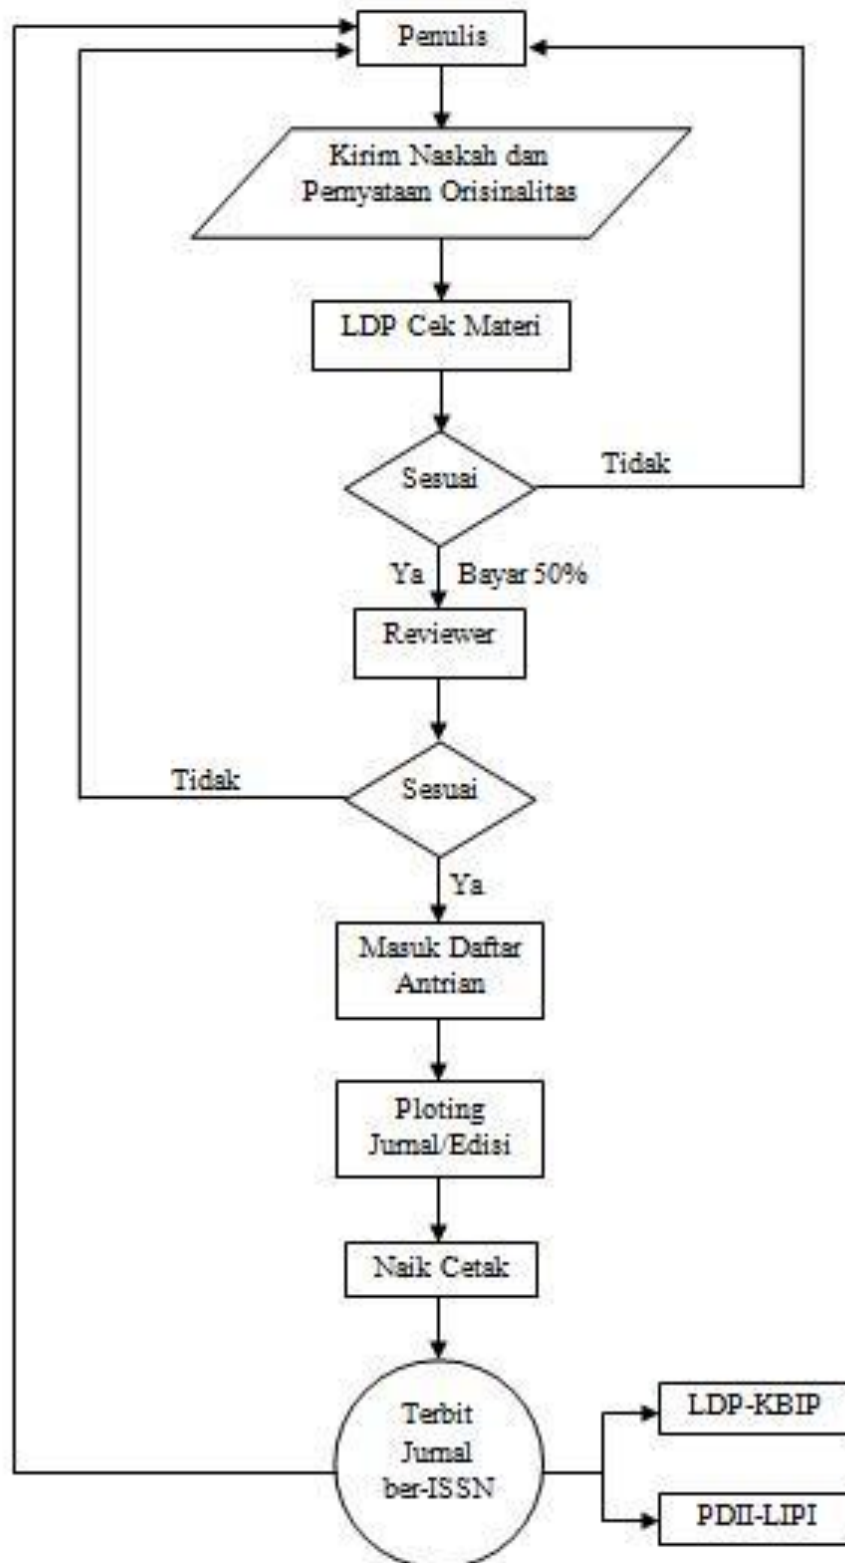 Penulis
Kirim Naskah dan
Pernyataan Orisinalitas
LDP Cek Materi
Sesuai
Tidak
Ya
Bayar 50%
Reviewer
Sesuai
Tidak
Ya
Masuk Daftar
Antrian
Ploting
Jurnal/Edisi
Naik Cetak
Terbit
Jurnal
ber-ISSN
LDP-KBIP
PDII-LIPI